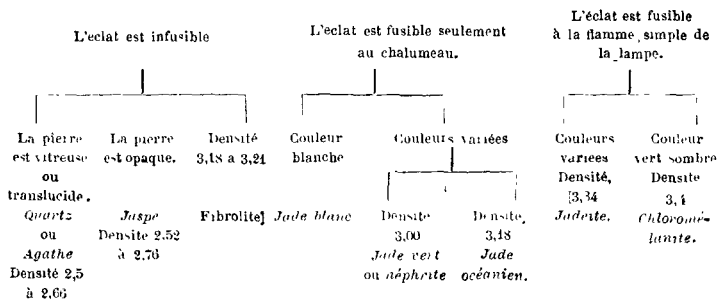 L'eclat est infusible
L'eclat est fusible seulement
au chalumeau.
L'éclat est fusible
à la flamme simple de
la lampe.
La pierre
est vitreuse
ou
translucide.
Quartz
ou
Agathe
Densité 2,5
à 2.66
La pierre
est opaque.
Jaspe
Densite 2.52
à 2.76
Densité
3,18 a 3,21
Fibrolite
Couleur
blanche
Jade blanc
Couleurs variées
Densite
3,00
Jade vert
ou néphrite
Densite,
3,18
Jade
océanien.
Couleurs
variees
Densité,
3,34
Jadeite.
Couleur
vert sombre
Densite
3,4
Chloromé-
lanite.